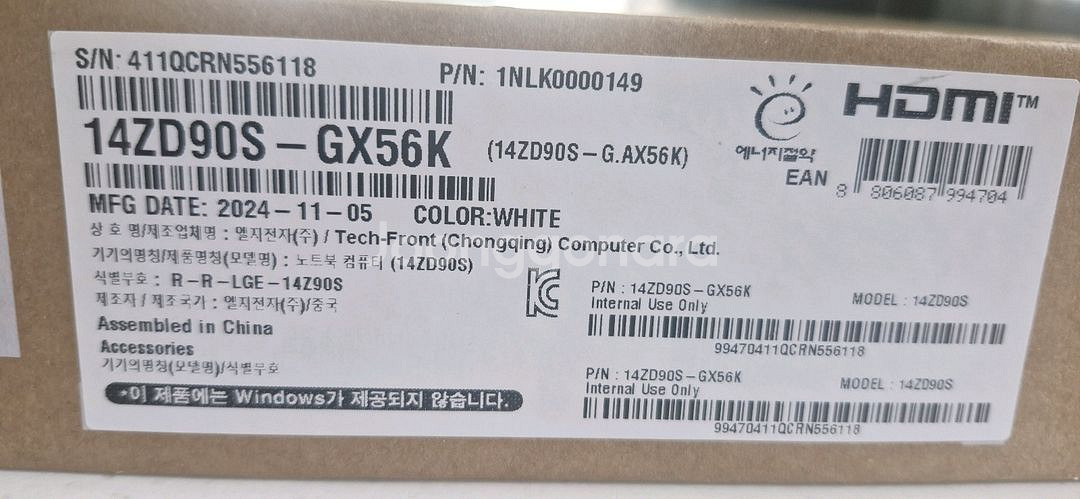 S/N: 411QCRN556118
P/N: 1NLK0000149
14ZD90S-GX56K (14ZD90S-G.AX56K)
에너지절약
HDMI™
EAN 8 806087 994704
MFG DATE: 2024-11-05 COLOR:WHITE
상 호 명/제조업체명 : 엘지전자(주) / Tech-Front (Chongqing) Computer Co., Ltd.
기기의명칭/제품명칭(모델명) : 노트북 컴퓨터 (14ZD90S)
식별부호 : R-R-LGE-14Z90S
제조자 / 제조국가 : 엘지전자(주)/중국
Assembled in China
Accessories
기기의명칭(모델명)/식별부호
•이 제품에는 Windows가 제공되지 않습니다.
P/N : 14ZD90S-GX56K MODEL : 14ZD90S
Internal Use Only
99470411QCRN556118
P/N : 14ZD90S-GX56K MODEL : 14ZD90S
Internal Use Only
99470411QCRN556118
joonggonara